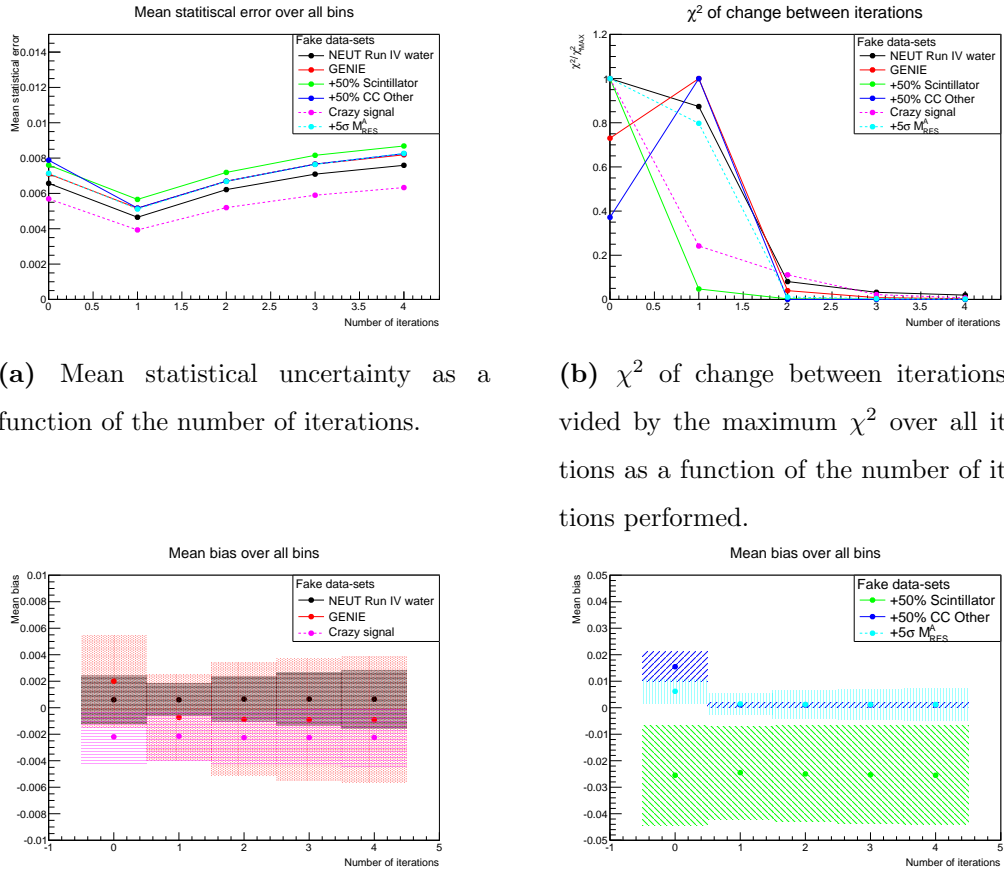 Mean statitiscal error over all bins
Mean statistical error
0.014
0.012
0.01
0.008
0.006
0.004
0.002
0
0 0.5 1 1.5 2 2.5 3 3.5 4
Number of iterations
Fake data-sets
NEUT Run IV water
GENIE
+50% Scintillator
+50% CC Other
Crazy signal
+5σ M^A_RES
χ² of change between iterations
χ²/χ²_MAX
1.2
1
0.8
0.6
0.4
0.2
0
0 0.5 1 1.5 2 2.5 3 3.5 4
Number of iterations
Fake data-sets
NEUT Run IV water
GENIE
+50% Scintillator
+50% CC Other
Crazy signal
+5σ M^A_RES
(a) Mean statistical uncertainty as a
function of the number of iterations.
(b) χ² of change between iterations
vided by the maximum χ² over all it
tions as a function of the number of it
tions performed.
Mean bias over all bins
Mean bias
0.01
0.008
0.006
0.004
0.002
0
-0.002
-0.004
-0.006
-0.008
-0.01
-1 0 1 2 3 4 5
Number of iterations
Fake data-sets
NEUT Run IV water
GENIE
Crazy signal
Mean bias over all bins
Mean bias
0.05
0.04
0.03
0.02
0.01
0
-0.01
-0.02
-0.03
-0.04
-0.05
-1 0 1 2 3 4 5
Number of iterations
Fake data-sets
+50% Scintillator
+50% CC Other
+5σ M^A_RES